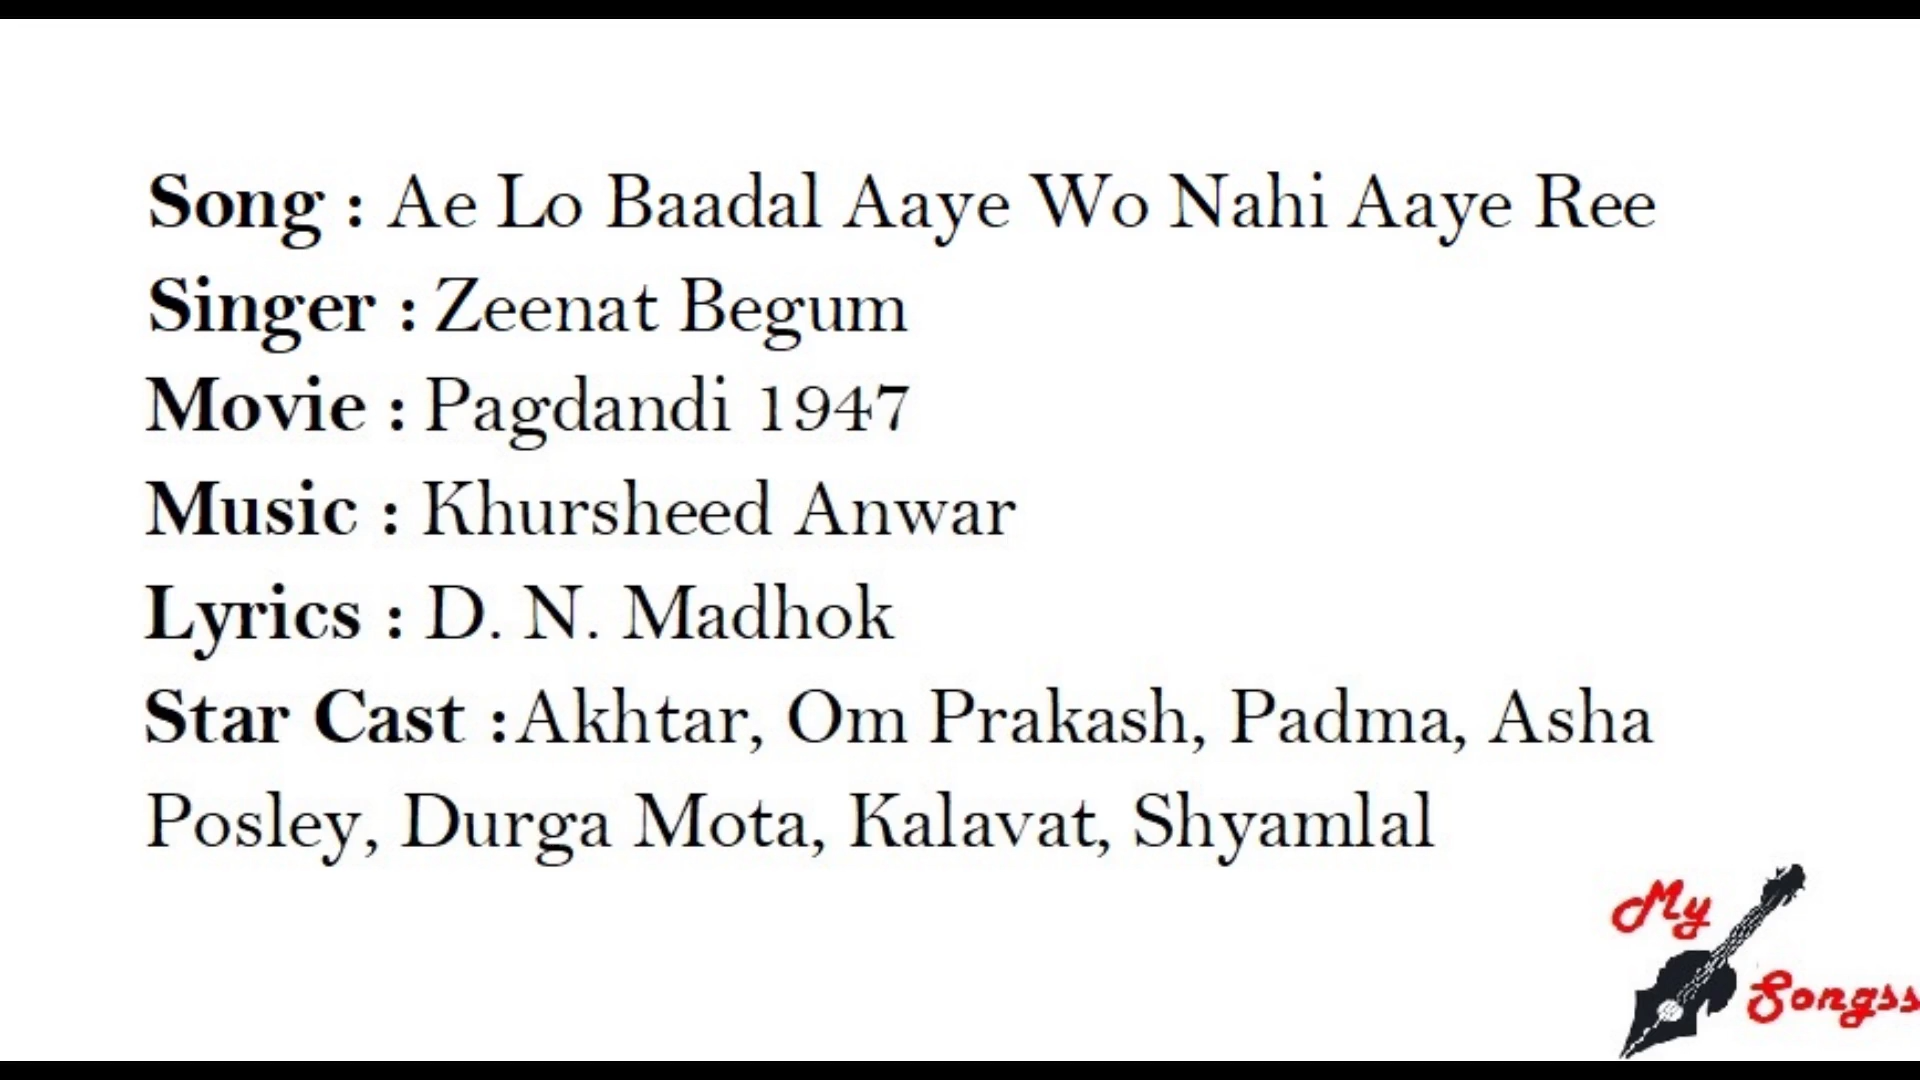 Song : Ae Lo Baadal Aaye Wo Nahi Aaye Ree
Singer : Zeenat Begum
Movie : Pagdandi 1947
Music : Khursheed Anwar
Lyrics : D. N. Madhok
Star Cast :Akhtar, Om Prakash, Padma, Asha
Posley, Durga Mota, Kalavat, Shyamlal
My
Songss